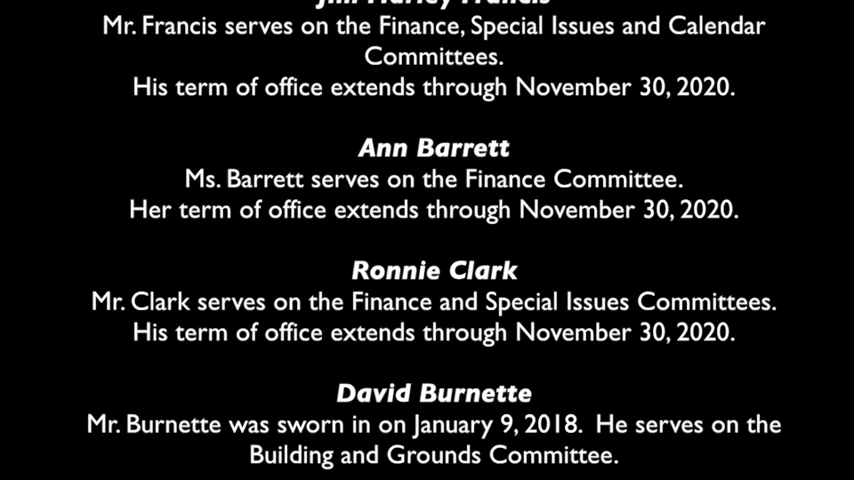 Mr. Francis serves on the Finance, Special Issues and Calendar
Committees.
His term of office extends through November 30, 2020.
Ann Barrett
Ms. Barrett serves on the Finance Committee.
Her term of office extends through November 30, 2020.
Ronnie Clark
Mr. Clark serves on the Finance and Special Issues Committees.
His term of office extends through November 30, 2020.
David Burnette
Mr. Burnette was sworn in on January 9, 2018. He serves on the
Building and Grounds Committee.